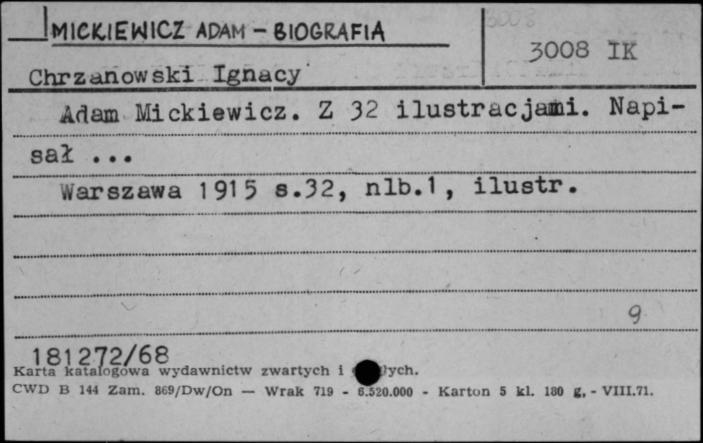 MICKIEWICZ ADAM – BIOGRAFIA
3008
3008 IK
Chrzanowski Ignacy
Adam Mickiewicz. Z 32 ilustracjami. Napi-
sał ...
Warszawa 1915 s.32, nlb.1, ilustr.
9
181272/68
Karta katalogowa wydawnictw zwartych i
CWD B 144 Zam. 869/Dw/On — Wrak 719 - 6.520.000 - Karton 5 kl. 180 g, - VIII.71.